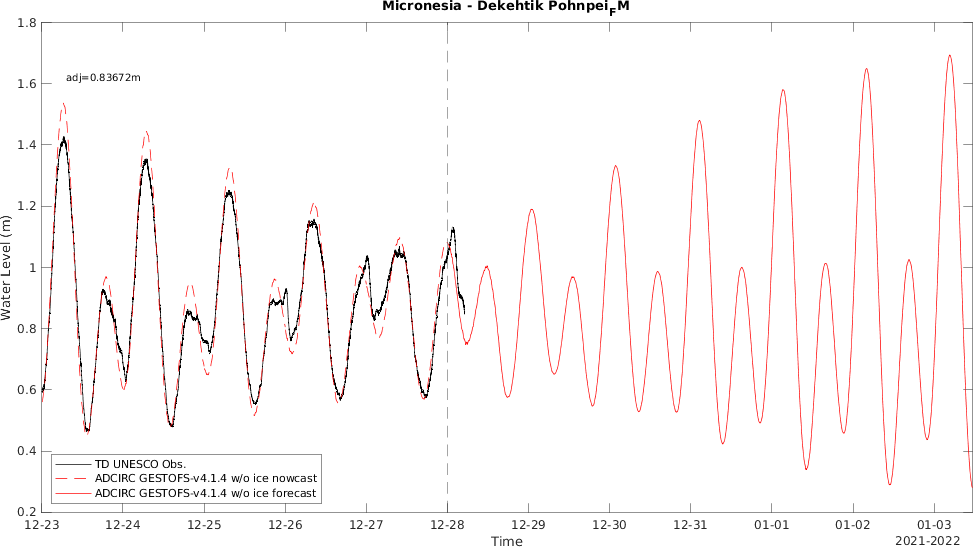 Micronesia - Dekehtik Pohnpei_FM
adj=0.83672m
Water Level (m)
1.8
1.6
1.4
1.2
1
0.8
0.6
0.4
0.2
TD UNESCO Obs.
ADCIRC GESTOFS-v4.1.4 w/o ice nowcast
ADCIRC GESTOFS-v4.1.4 w/o ice forecast
12-23 12-24 12-25 12-26 12-27 12-28 12-29 12-30 12-31 01-01 01-02 01-03
Time
2021-2022